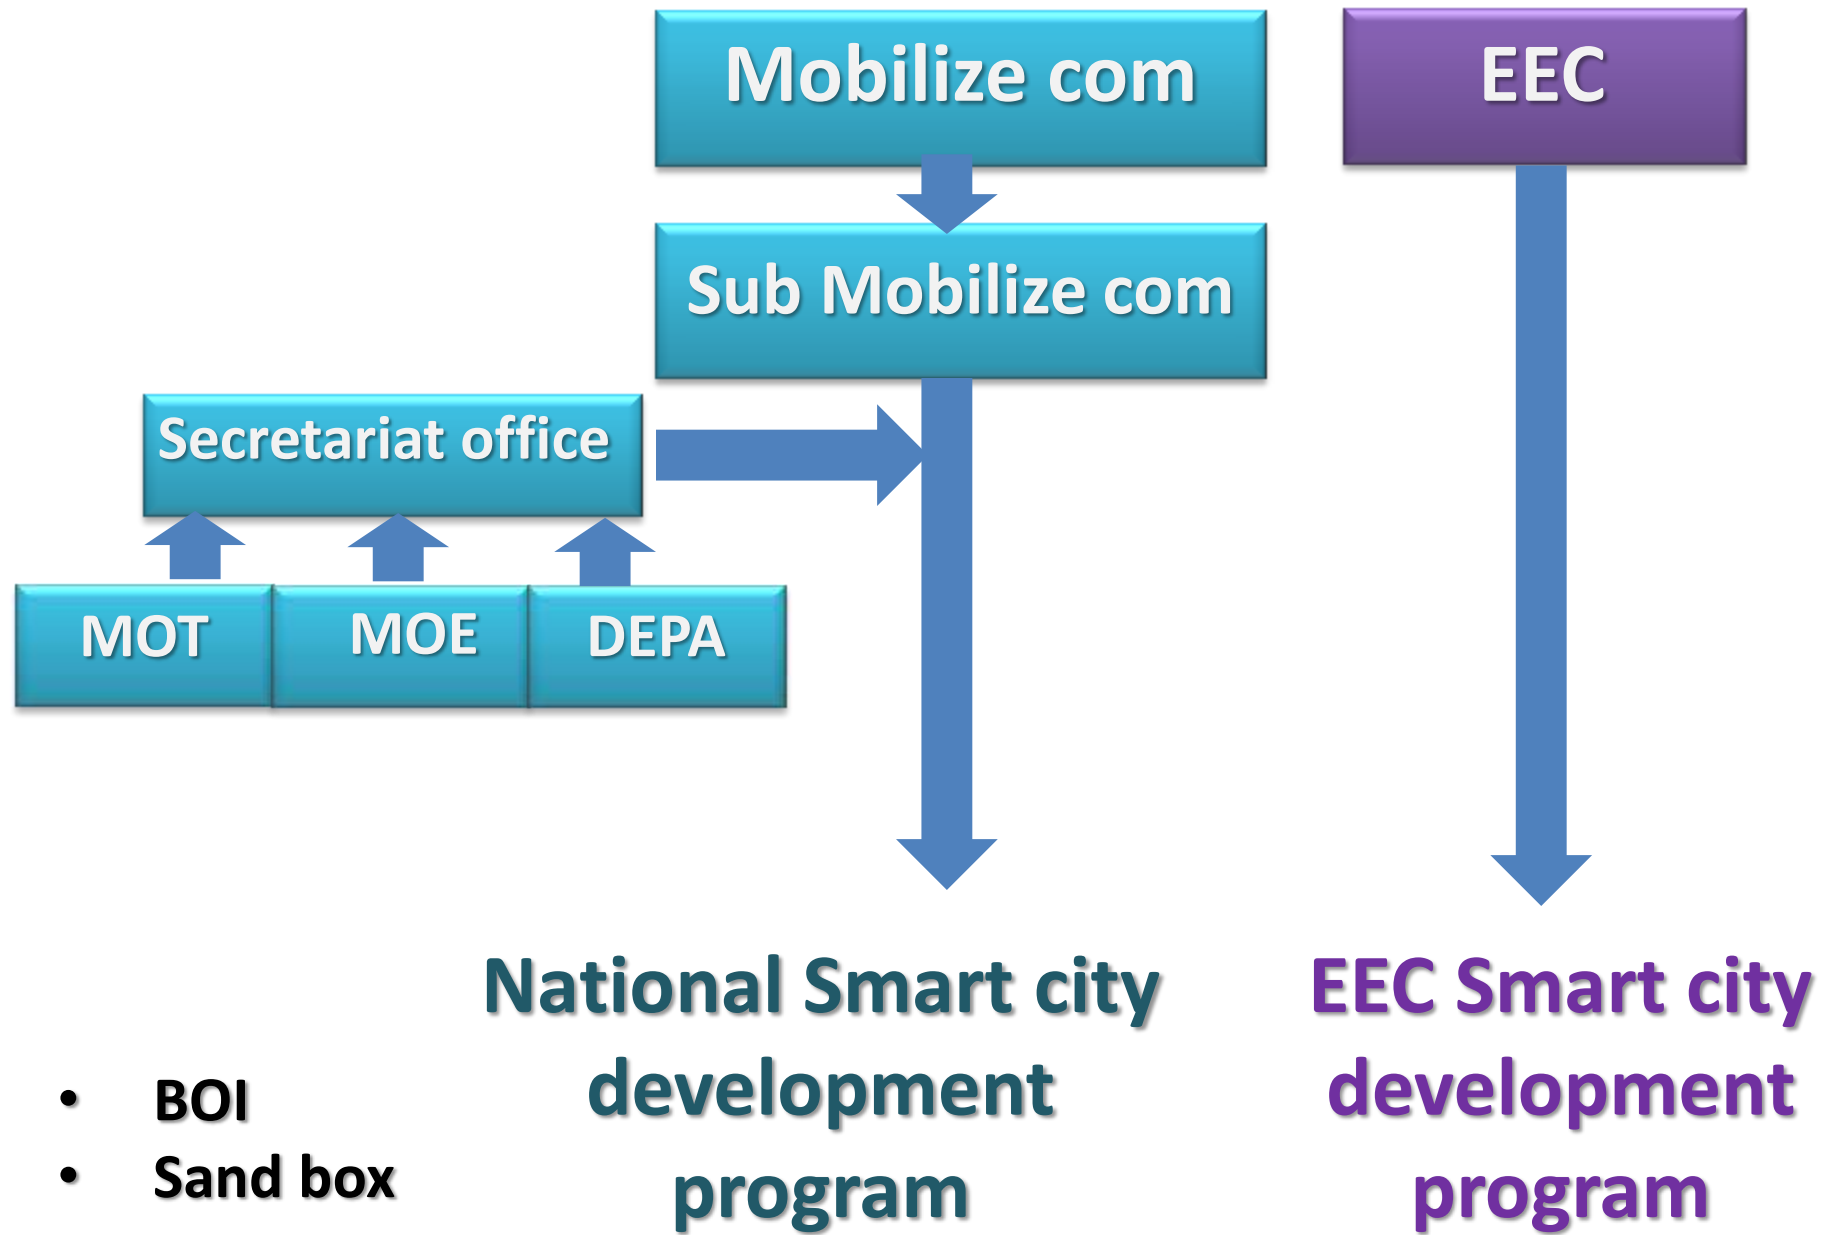 Mobilize com
EEC
Sub Mobilize com
Secretariat office
MOT
MOE
DEPA
National Smart city
development
program
EEC Smart city
development
program
• BOI
• Sand box